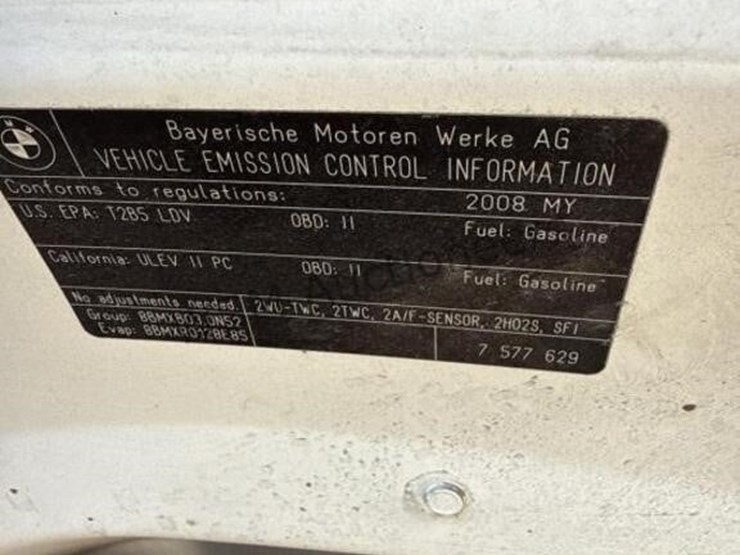 Bayerische Motoren Werke AG
VEHICLE EMISSION CONTROL INFORMATION
Conforms to regulations: 2008 MY
U.S. EPA: T2B5 LDV OBD: II Fuel: Gasoline
California: ULEV II PC OBD: II Fuel: Gasoline
No adjustments needed. 2WU-TWC, 2TWC, 2A/F-SENSOR, 2HO2S, SFI
Group: 8BMXB03.0N52
Evap: 8BMXR0128E85 7 577 629